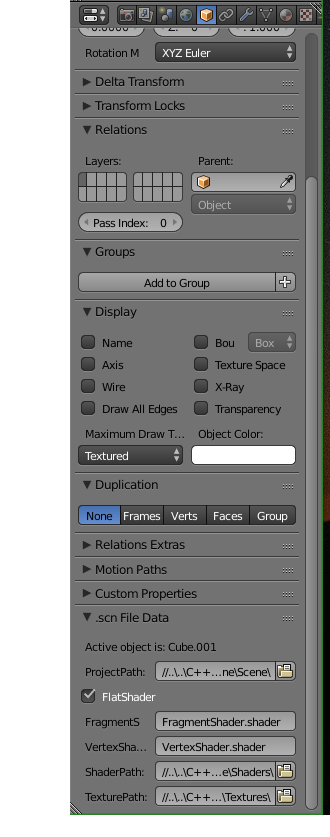 Rotation M XYZ Euler
Delta Transform
Transform Locks
Relations
Layers: Parent:
Object
Pass Index: 0
Groups
Add to Group
Display
Name Bou Box
Axis Texture Space
Wire X-Ray
Draw All Edges Transparency
Maximum Draw T... Object Color:
Textured
Duplication
None Frames Verts Faces Group
Relations Extras
Motion Paths
Custom Properties
.scn File Data
Active object is: Cube.001
ProjectPath: //..\..\C++...ne\Scene\
FlatShader
FragmentS FragmentShader.shader
VertexSha... VertexShader.shader
ShaderPath: //..\..\C++...e\Shaders\
TexturePath: //..\..\C++...\Textures\